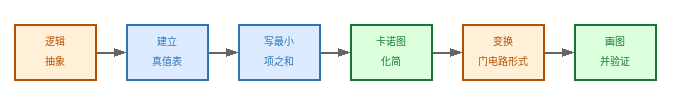 逻辑
抽象
建立
真值表
写最小
项之和
卡诺图
化简
变换
门电路形式
画图
并验证